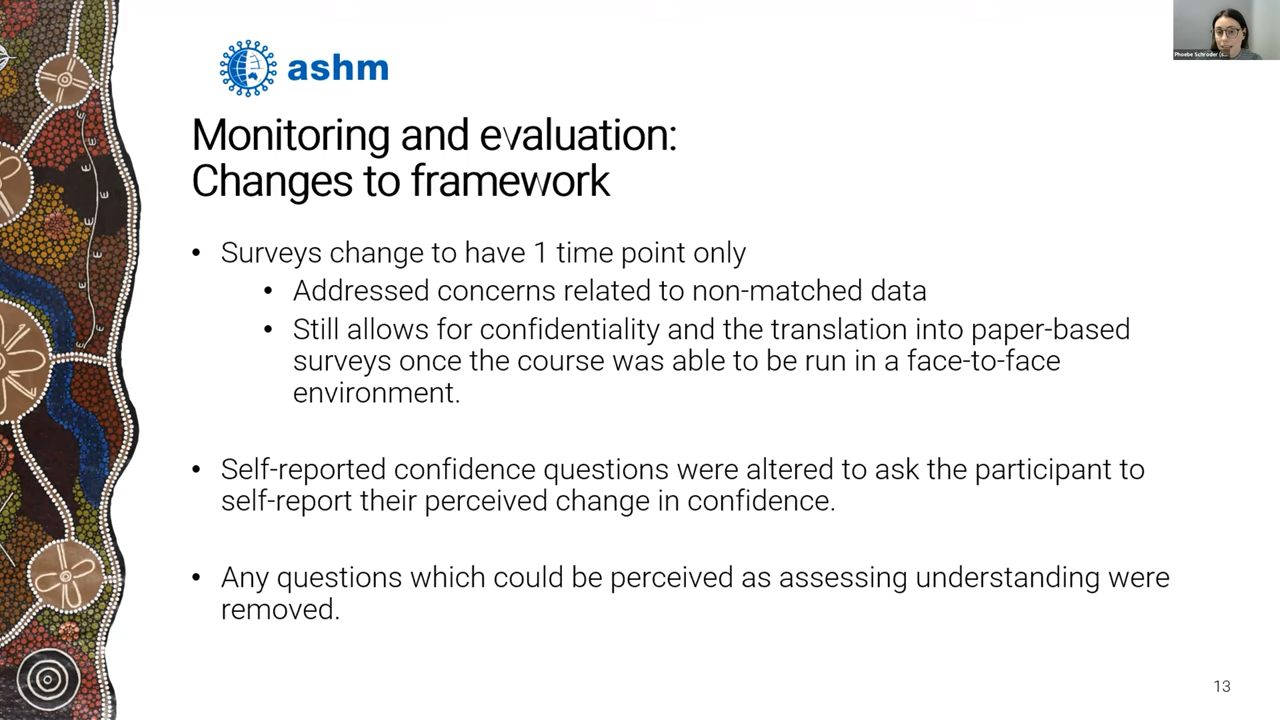 Phoebe Schroder (s...
ashm
Monitoring and evaluation:
Changes to framework
• Surveys change to have 1 time point only
• Addressed concerns related to non-matched data
• Still allows for confidentiality and the translation into paper-based
surveys once the course was able to be run in a face-to-face
environment.
• Self-reported confidence questions were altered to ask the participant to
self-report their perceived change in confidence.
• Any questions which could be perceived as assessing understanding were
removed.
13